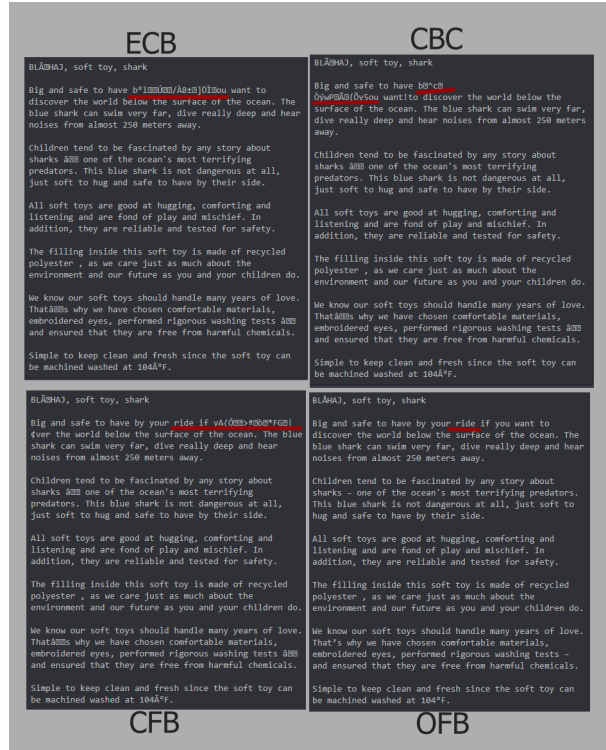 ECB
BLÃ▯HAJ, soft toy, shark
Big and safe to have
want to
discover the world below the surface of the ocean. The
blue shark can swim very far, dive really deep and hear
noises from almost 250 meters away.
Children tend to be fascinated by any story about
sharks â▯▯ one of the ocean's most terrifying
predators. This blue shark is not dangerous at all,
just soft to hug and safe to have by their side.
All soft toys are good at hugging, comforting and
listening and are fond of play and mischief. In
addition, they are reliable and tested for safety.
The filling inside this soft toy is made of recycled
polyester , as we care just as much about the
environment and our future as you and your children do.
We know our soft toys should handle many years of love.
Thatâ▯▯s why we have chosen comfortable materials,
embroidered eyes, performed rigorous washing tests â▯▯
and ensured that they are free from harmful chemicals.
Simple to keep clean and fresh since the soft toy can
be machined washed at 104Â°F.
CBC
BLÃ▯HAJ, soft toy, shark
Big and safe to have
want!to discover the world below the
surface of the ocean. The blue shark can swim very far,
dive really deep and hear noises from almost 250 meters
away.
Children tend to be fascinated by any story about
sharks â▯▯ one of the ocean's most terrifying
predators. This blue shark is not dangerous at all,
just soft to hug and safe to have by their side.
All soft toys are good at hugging, comforting and
listening and are fond of play and mischief. In
addition, they are reliable and tested for safety.
The filling inside this soft toy is made of recycled
polyester , as we care just as much about the
environment and our future as you and your children do.
We know our soft toys should handle many years of love.
Thatâ▯▯s why we have chosen comfortable materials,
embroidered eyes, performed rigorous washing tests â▯▯
and ensured that they are free from harmful chemicals.
Simple to keep clean and fresh since the soft toy can
be machined washed at 104Â°F.
BLÃ▯HAJ, soft toy, shark
Big and safe to have by your ride if
the world below the surface of the ocean. The blue
shark can swim very far, dive really deep and hear
noises from almost 250 meters away.
Children tend to be fascinated by any story about
sharks â▯▯ one of the ocean's most terrifying
predators. This blue shark is not dangerous at all,
just soft to hug and safe to have by their side.
All soft toys are good at hugging, comforting and
listening and are fond of play and mischief. In
addition, they are reliable and tested for safety.
The filling inside this soft toy is made of recycled
polyester , as we care just as much about the
environment and our future as you and your children do.
We know our soft toys should handle many years of love.
Thatâ▯▯s why we have chosen comfortable materials,
embroidered eyes, performed rigorous washing tests â▯▯
and ensured that they are free from harmful chemicals.
Simple to keep clean and fresh since the soft toy can
be machined washed at 104Â°F.
CFB
BLÅHAJ, soft toy, shark
Big and safe to have by your ride if you want to
discover the world below the surface of the ocean. The
blue shark can swim very far, dive really deep and hear
noises from almost 250 meters away.
Children tend to be fascinated by any story about
sharks – one of the ocean's most terrifying predators.
This blue shark is not dangerous at all, just soft to
hug and safe to have by their side.
All soft toys are good at hugging, comforting and
listening and are fond of play and mischief. In
addition, they are reliable and tested for safety.
The filling inside this soft toy is made of recycled
polyester , as we care just as much about the
environment and our future as you and your children do.
We know our soft toys should handle many years of love.
That’s why we have chosen comfortable materials,
embroidered eyes, performed rigorous washing tests –
and ensured that they are free from harmful chemicals.
Simple to keep clean and fresh since the soft toy can
be machined washed at 104°F.
OFB